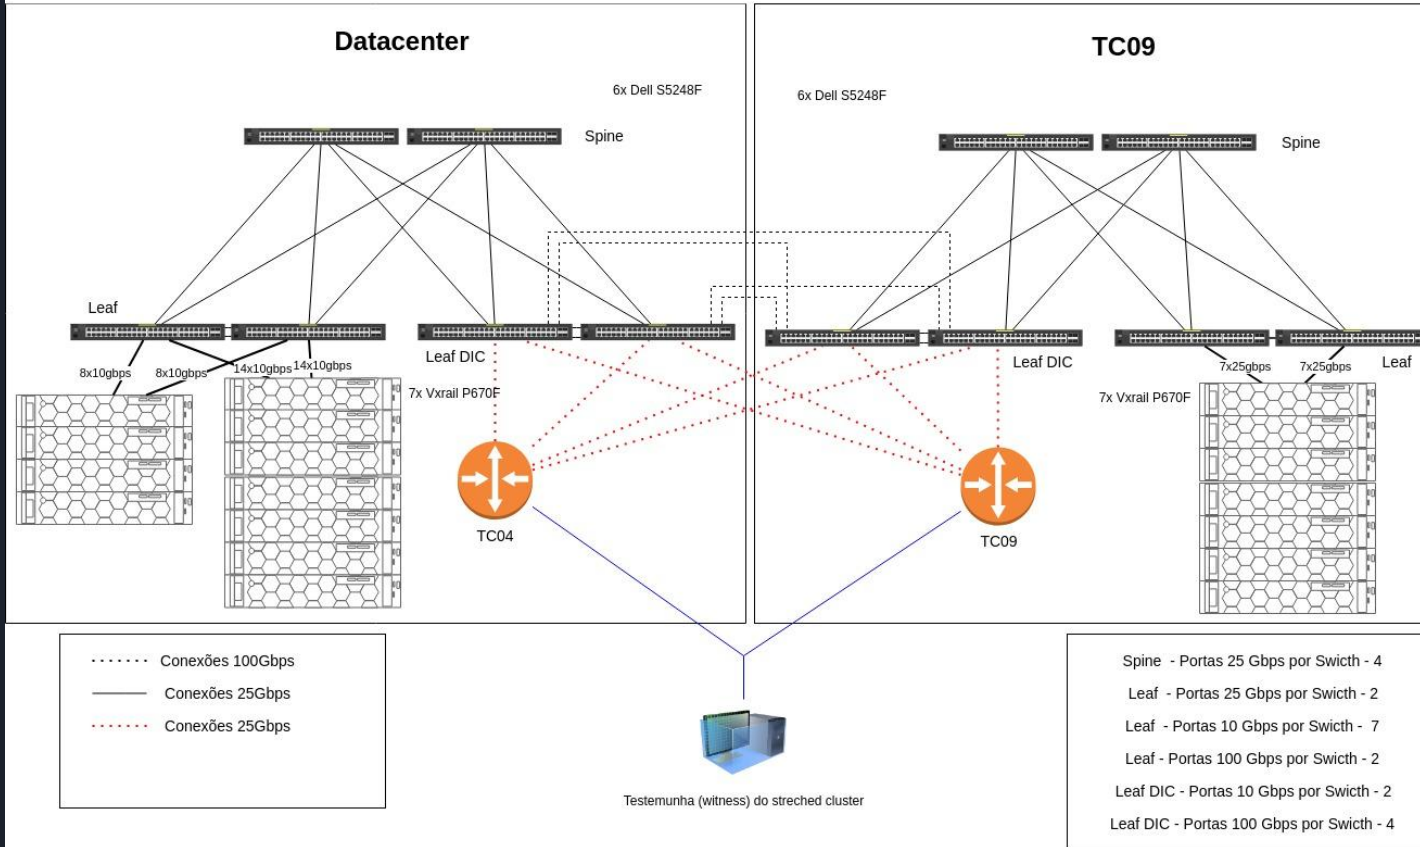 Datacenter
TC09
6x Dell S5248F
6x Dell S5248F
Spine
Spine
Leaf
Leaf DIC
Leaf DIC
Leaf
8x10gbps
8x10gbps
14x10gbps
14x10gbps
7x25gbps
7x25gbps
7x Vxrail P670F
7x Vxrail P670F
TC04
TC09
Conexões 100Gbps
Conexões 25Gbps
Conexões 25Gbps
Testemunha (witness) do streched cluster
Spine - Portas 25 Gbps por Swicth - 4
Leaf - Portas 25 Gbps por Swicth - 2
Leaf - Portas 10 Gbps por Swicth - 7
Leaf - Portas 100 Gbps por Swicth - 2
Leaf DIC - Portas 10 Gbps por Swicth - 2
Leaf DIC - Portas 100 Gbps por Swicth - 4